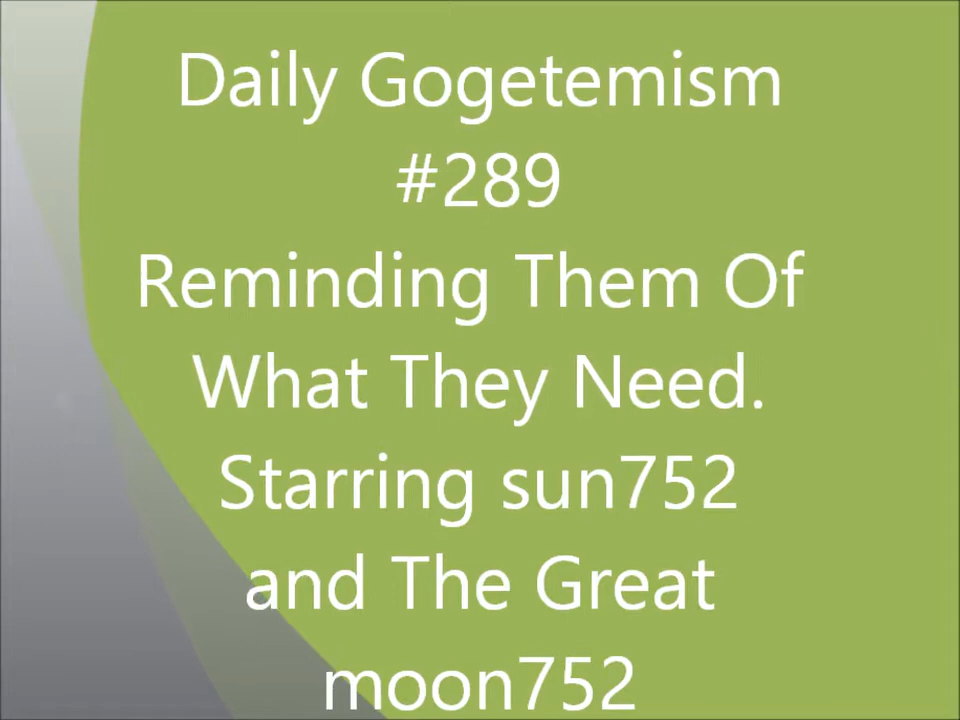 Daily Gogetemism
#289
Reminding Them Of
What They Need.
Starring sun752
and The Great
moon752